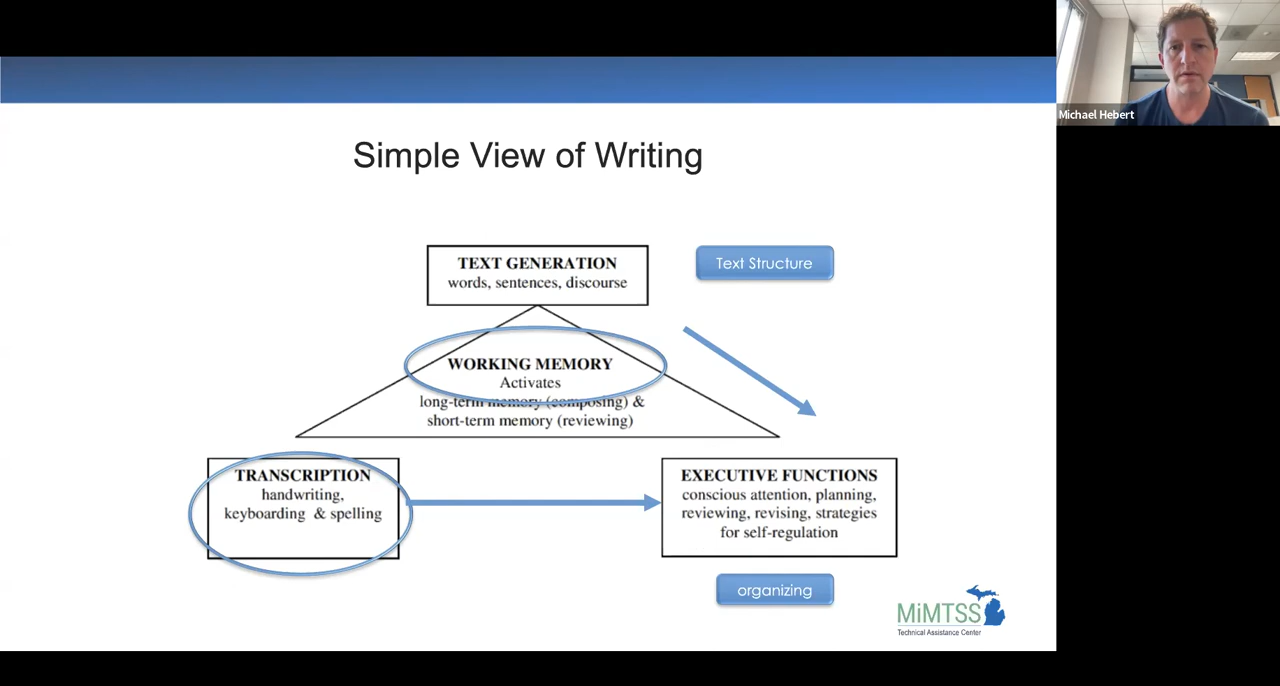 Michael Hebert
Simple View of Writing
TEXT GENERATION
words, sentences, discourse
Text Structure
WORKING MEMORY
Activates
long-term memory (composing) &
short-term memory (reviewing)
TRANSCRIPTION
handwriting,
keyboarding & spelling
EXECUTIVE FUNCTIONS
conscious attention, planning,
reviewing, revising, strategies
for self-regulation
organizing
MiMTSS
Technical Assistance Center